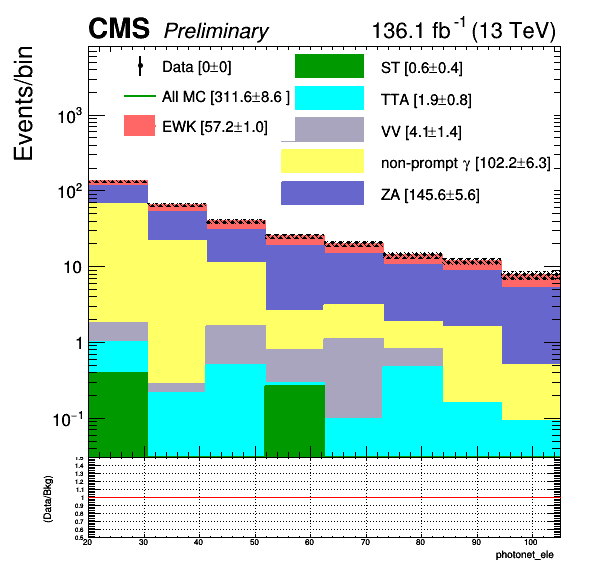 CMS Preliminary 136.1 fb⁻¹ (13 TeV)
Events/bin
Data [0±0]
All MC [311.6±8.6 ]
EWK [57.2±1.0]
ST [0.6±0.4]
TTA [1.9±0.8]
VV [4.1±1.4]
non-prompt γ [102.2±6.3]
ZA [145.6±5.6]
10³
10²
10
1
10⁻¹
(Data/Bkg)
1.5
1.4
1.3
1.2
1.1
1
0.9
0.8
0.7
0.6
0.5
20 30 40 50 60 70 80 90 100
photonet_ele